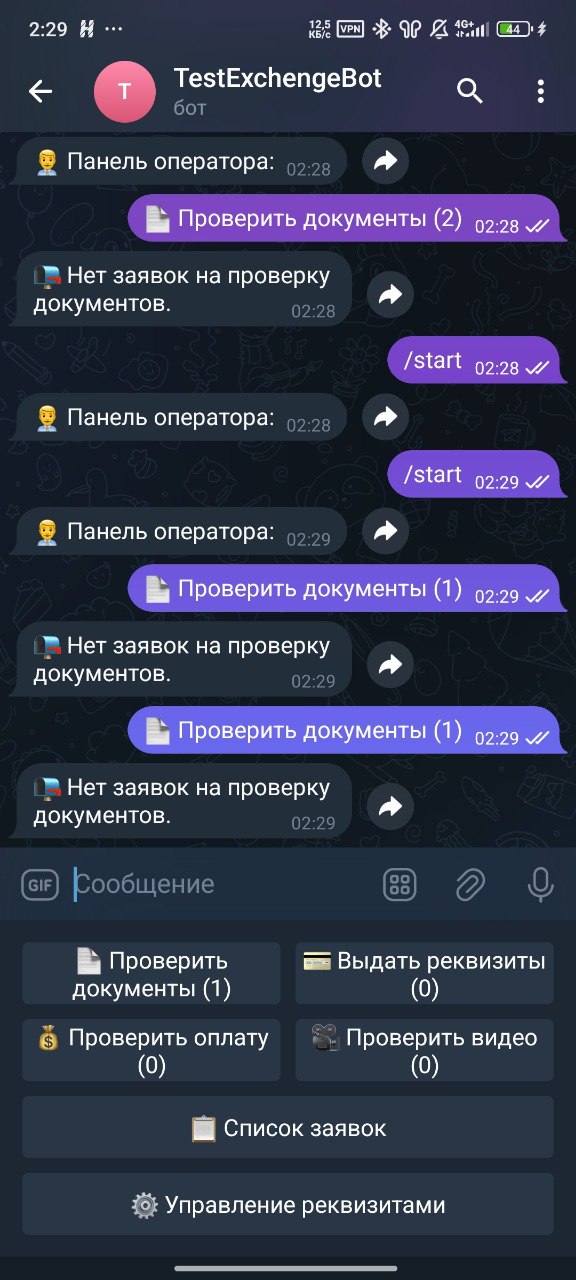 2:29
12,5
КБ/с
VPN
4G+
44
T
TestExchengeBot
бот
Панель оператора: 02:28
Проверить документы (2) 02:28
Нет заявок на проверку
документов. 02:28
/start 02:28
Панель оператора: 02:28
/start 02:29
Панель оператора: 02:29
Проверить документы (1) 02:29
Нет заявок на проверку
документов. 02:29
Проверить документы (1) 02:29
Нет заявок на проверку
документов. 02:29
GIF
Сообщение
Проверить
документы (1)
Выдать реквизиты
(0)
Проверить оплату
(0)
Проверить видео
(0)
Список заявок
Управление реквизитами